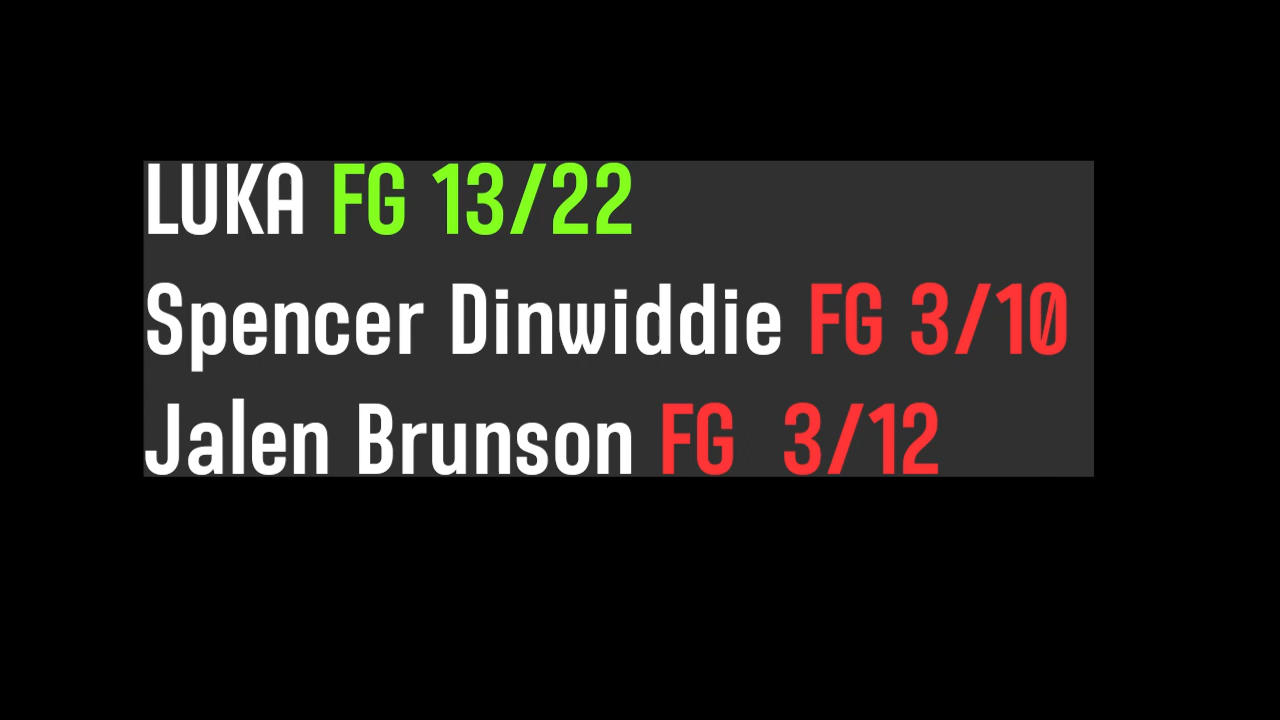 LUKA FG 13/22
Spencer Dinwiddie FG 3/10
Jalen Brunson FG 3/12